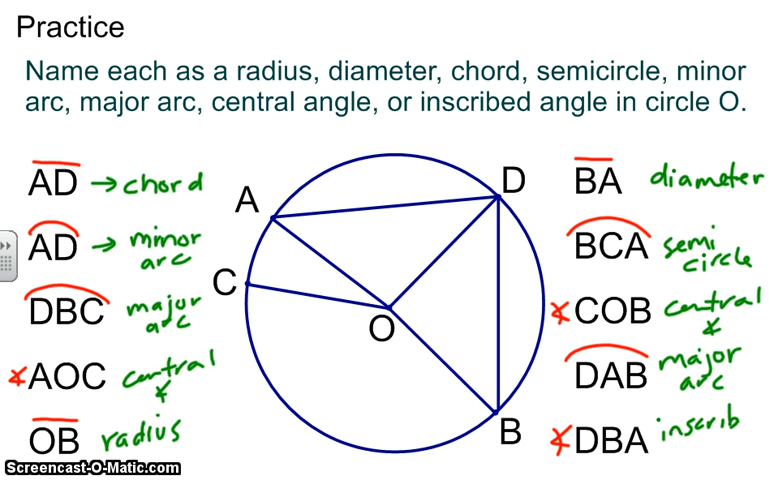 Practice
Name each as a radius, diameter, chord, semicircle, minor
arc, major arc, central angle, or inscribed angle in circle O.
AD → chord
AD → minor
arc
DBC major
arc
∡AOC central
∡
OB radius
A
D
C
O
B
BA diameter
BCA semi
circle
∡COB central
∡
DAB major
arc
∡DBA inscrib
Screencast-O-Matic.com